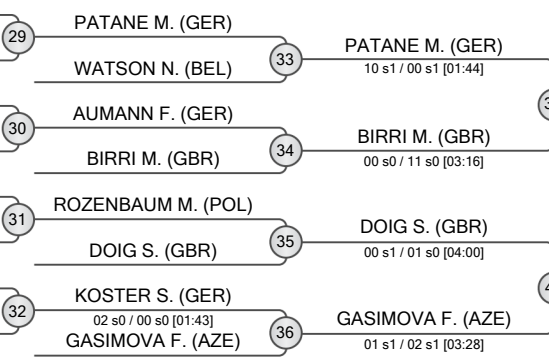 29
PATANE M. (GER)
WATSON N. (BEL)
33
PATANE M. (GER)
10 s1 / 00 s1 [01:44]
30
AUMANN F. (GER)
BIRRI M. (GBR)
34
BIRRI M. (GBR)
00 s0 / 11 s0 [03:16]
31
ROZENBAUM M. (POL)
DOIG S. (GBR)
35
DOIG S. (GBR)
00 s1 / 01 s0 [04:00]
32
KOSTER S. (GER)
02 s0 / 00 s0 [01:43]
GASIMOVA F. (AZE)
36
GASIMOVA F. (AZE)
01 s1 / 02 s1 [03:28]